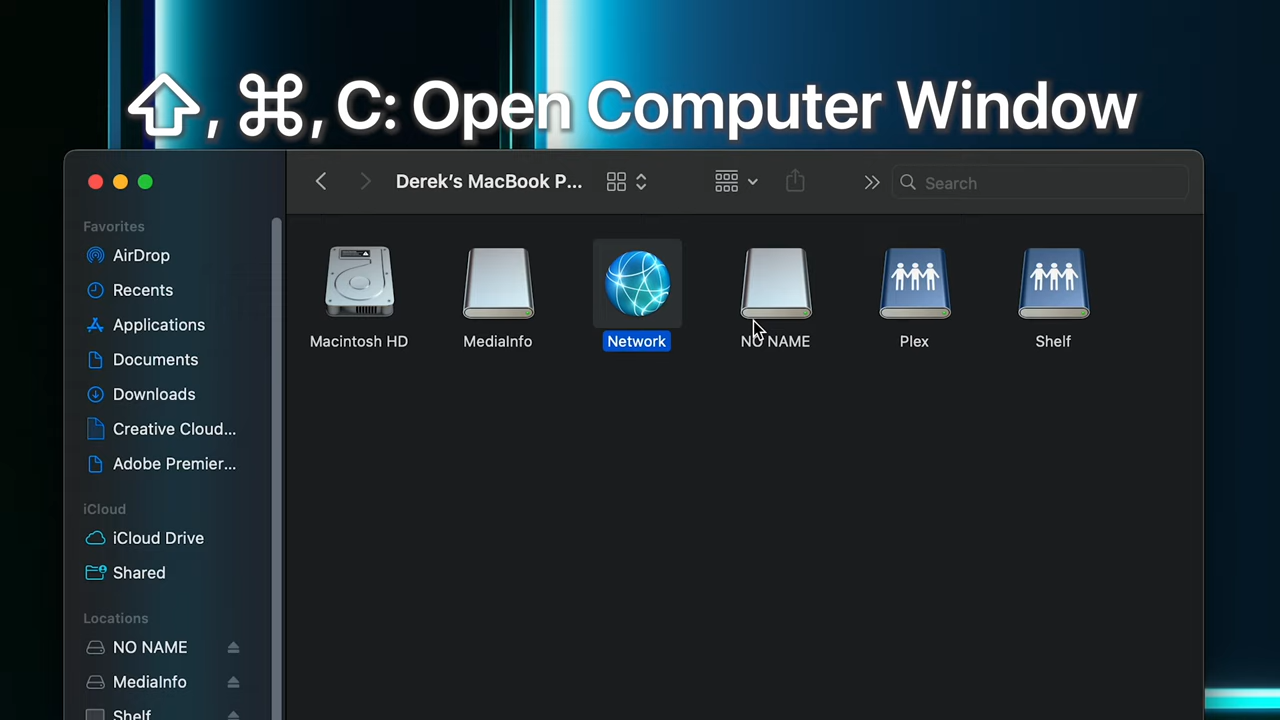 ⇧, ⌘, C: Open Computer Window
Derek's MacBook P...
Search
Favorites
AirDrop
Recents
Applications
Documents
Downloads
Creative Cloud...
Adobe Premier...
iCloud
iCloud Drive
Shared
Locations
NO NAME
MediaInfo
Shelf
Macintosh HD
MediaInfo
Network
NO NAME
Plex
Shelf